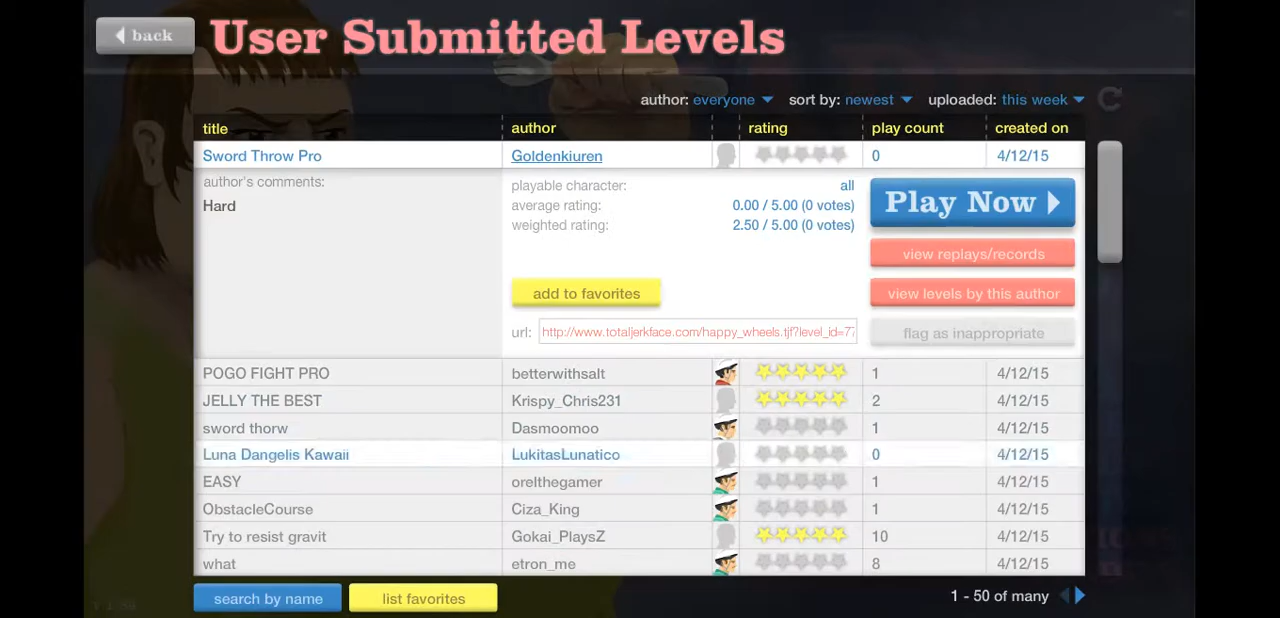 back
User Submitted Levels
author: everyone sort by: newest uploaded: this week
title author rating play count created on
Sword Throw Pro Goldenkiuren 0 4/12/15
author's comments:
Hard
playable character: all
average rating: 0.00 / 5.00 (0 votes)
weighted rating: 2.50 / 5.00 (0 votes)
Play Now
view replays/records
add to favorites
view levels by this author
url: http://www.totaljerkface.com/happy_wheels.tjf?level_id=77
flag as inappropriate
POGO FIGHT PRO betterwithsalt 1 4/12/15
JELLY THE BEST Krispy_Chris231 2 4/12/15
sword thorw Dasmoomoo 1 4/12/15
Luna Dangelis Kawaii LukitasLunatico 0 4/12/15
EASY orelthegamer 1 4/12/15
ObstacleCourse Ciza_King 1 4/12/15
Try to resist gravit Gokai_PlaysZ 10 4/12/15
what etron_me 8 4/12/15
search by name list favorites 1 - 50 of many